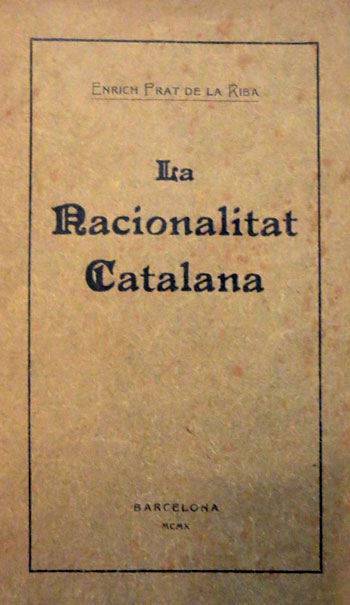 ENRICH PRAT DE LA RIBA
La
Nacionalitat
Catalana
BARCELONA
MCMX